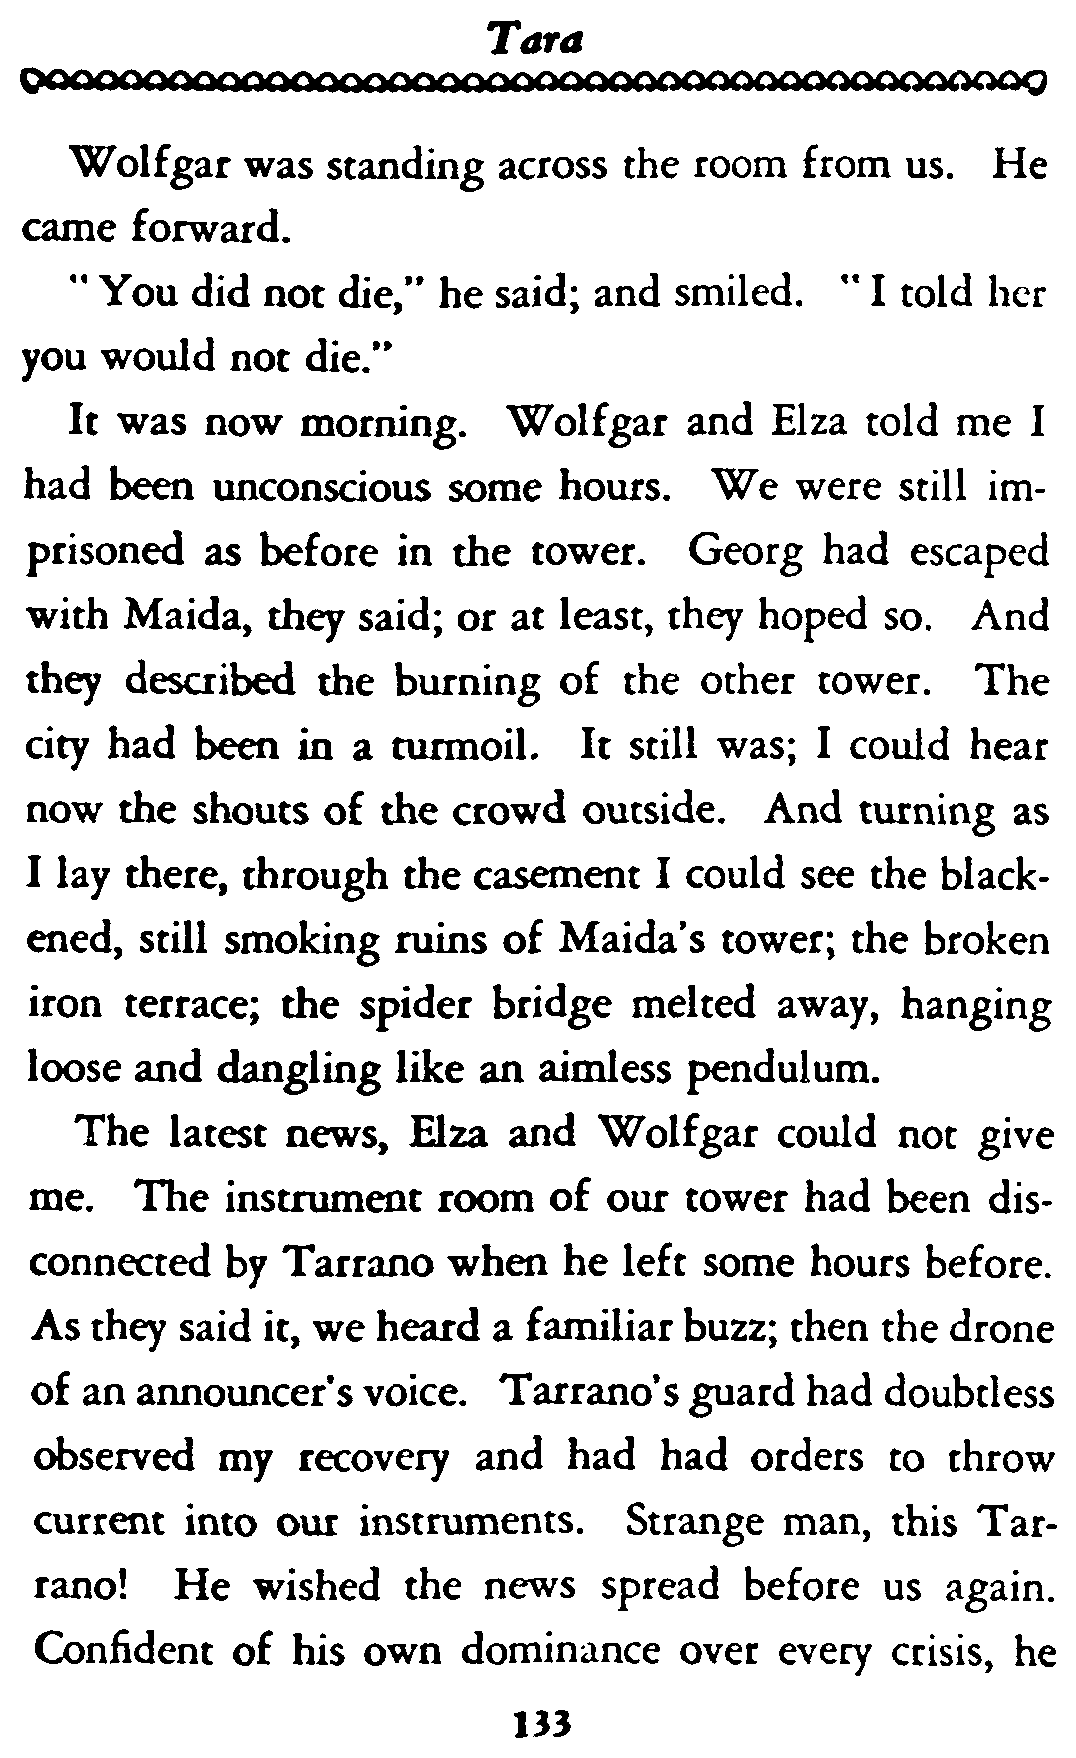 Tara
Wolfgar was standing across the room from us. He
came forward.
" You did not die," he said; and smiled. " I told her
you would not die."
It was now morning. Wolfgar and Elza told me I
had been unconscious some hours. We were still im-
prisoned as before in the tower. Georg had escaped
with Maida, they said; or at least, they hoped so. And
they described the burning of the other tower. The
city had been in a turmoil. It still was; I could hear
now the shouts of the crowd outside. And turning as
I lay there, through the casement I could see the black-
ened, still smoking ruins of Maida's tower; the broken
iron terrace; the spider bridge melted away, hanging
loose and dangling like an aimless pendulum.
The latest news, Elza and Wolfgar could not give
me. The instrument room of our tower had been dis-
connected by Tarrano when he left some hours before.
As they said it, we heard a familiar buzz; then the drone
of an announcer's voice. Tarrano's guard had doubtless
observed my recovery and had had orders to throw
current into our instruments. Strange man, this Tar-
rano! He wished the news spread before us again.
Confident of his own dominance over every crisis, he
133